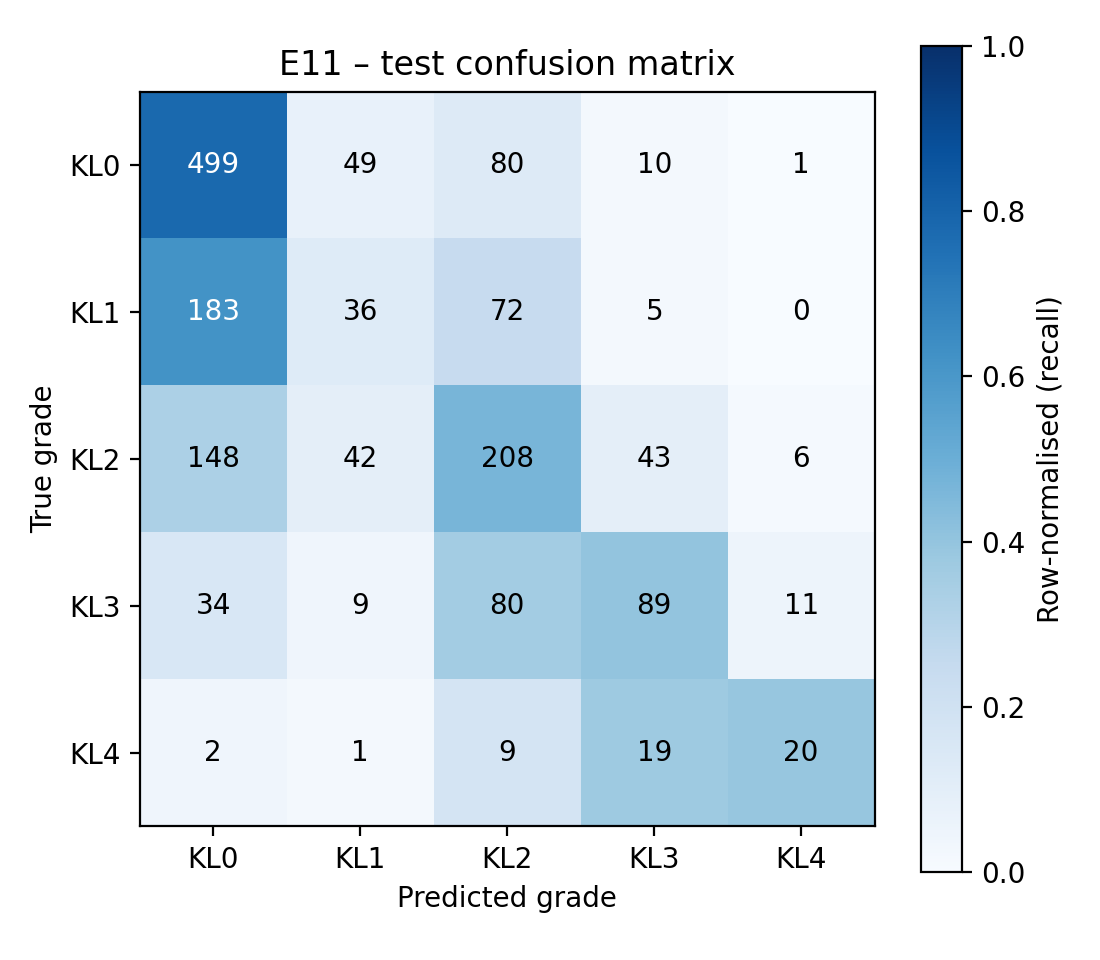 E11 – test confusion matrix
KL0 499 49 80 10 1
KL1 183 36 72 5 0
KL2 148 42 208 43 6
KL3 34 9 80 89 11
KL4 2 1 9 19 20
KL0 KL1 KL2 KL3 KL4
Predicted grade
True grade
1.0
0.8
0.6
0.4
0.2
0.0
Row-normalised (recall)